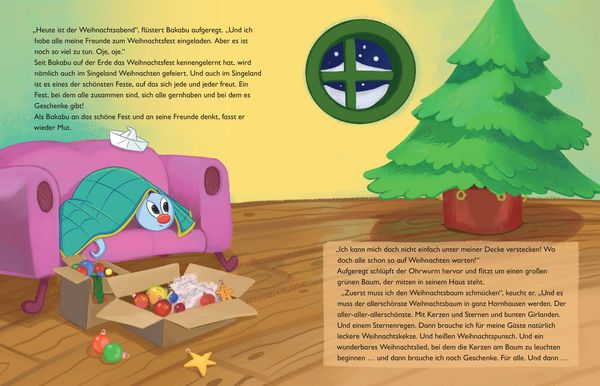 „Heute ist der Weihnachtsabend“, flüstert Bakabu aufgeregt. „Und ich
habe alle meine Freunde zum Weihnachtsfest eingeladen. Aber es ist
noch so viel zu tun. Oje, oje.“
Seit Bakabu auf der Erde das Weihnachtsfest kennengelernt hat, wird
nämlich auch im Singeland Weihnachten gefeiert. Und auch im Singeland
ist es eines der schönsten Feste, auf das sich jede und jeder freut. Ein
Fest, bei dem alle zusammen sind, sich alle gernhaben und bei dem es
Geschenke gibt!
Als Bakabu an das schöne Fest und an seine Freunde denkt, fasst er
wieder Mut.
„Ich kann mich doch nicht einfach unter meiner Decke verstecken! Wo
doch alle schon so auf Weihnachten warten!“
Aufgeregt schlüpft der Ohrwurm hervor und flitzt um einen großen
grünen Baum, der mitten in seinem Haus steht.
„Zuerst muss ich den Weihnachtsbaum schmücken“, keucht er. „Und es
muss der allerschönste Weihnachtsbaum in ganz Hornhausen werden. Der
aller-aller-allerschönste. Mit Kerzen und Sternen und bunten Girlanden.
Und einem Sternenregen. Dann brauche ich für meine Gäste natürlich
leckere Weihnachtskekse. Und heißen Weihnachtspunsch. Und ein
wunderbares Weihnachtslied, bei dem die Kerzen am Baum zu leuchten
beginnen … und dann brauche ich noch Geschenke. Für alle. Und dann …